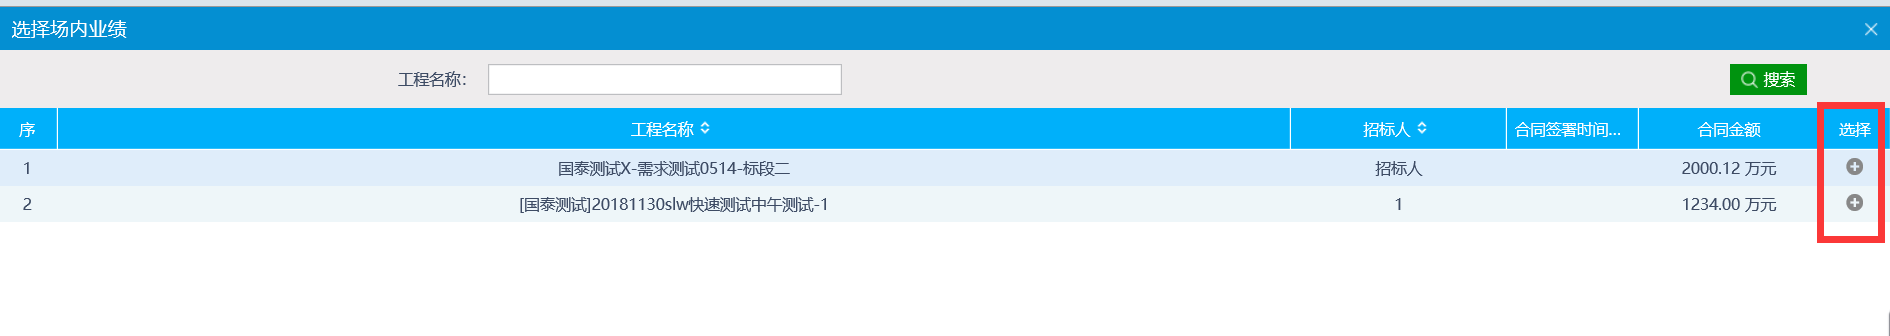 选择场内业绩
工程名称：
搜索
序 工程名称 招标人 合同签署时间... 合同金额 选择
1 国泰测试X-需求测试0514-标段二 招标人 2000.12 万元
2 [国泰测试]20181130slw快速测试中午测试-1 1 1234.00 万元